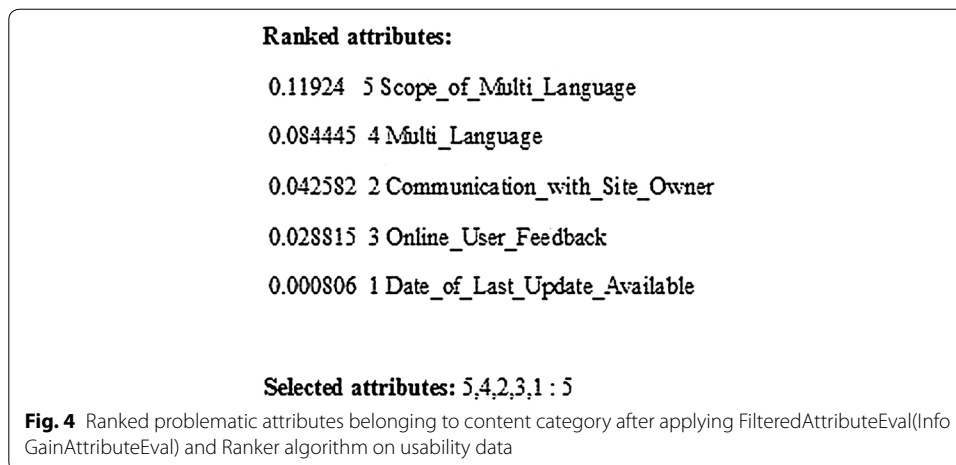 Ranked attributes:
0.11924 5 Scope_of_Multi_Language
0.084445 4 Multi_Language
0.042582 2 Communication_with_Site_Owner
0.028815 3 Online_User_Feedback
0.000806 1 Date_of_Last_Update_Available
Selected attributes: 5,4,2,3,1 : 5
Fig. 4 Ranked problematic attributes belonging to content category after applying FilteredAttributeEval(Info
GainAttributeEval) and Ranker algorithm on usability data